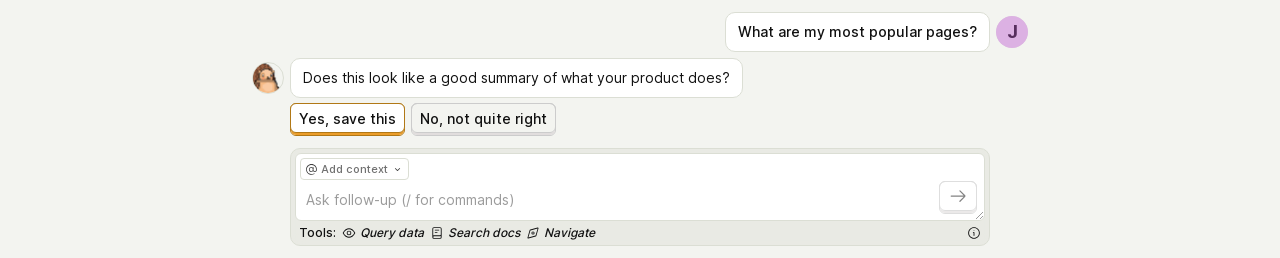 What are my most popular pages?
J
Does this look like a good summary of what your product does?
Yes, save this No, not quite right
@ Add context
Ask follow-up (/ for commands)
Tools: Query data Search docs Navigate